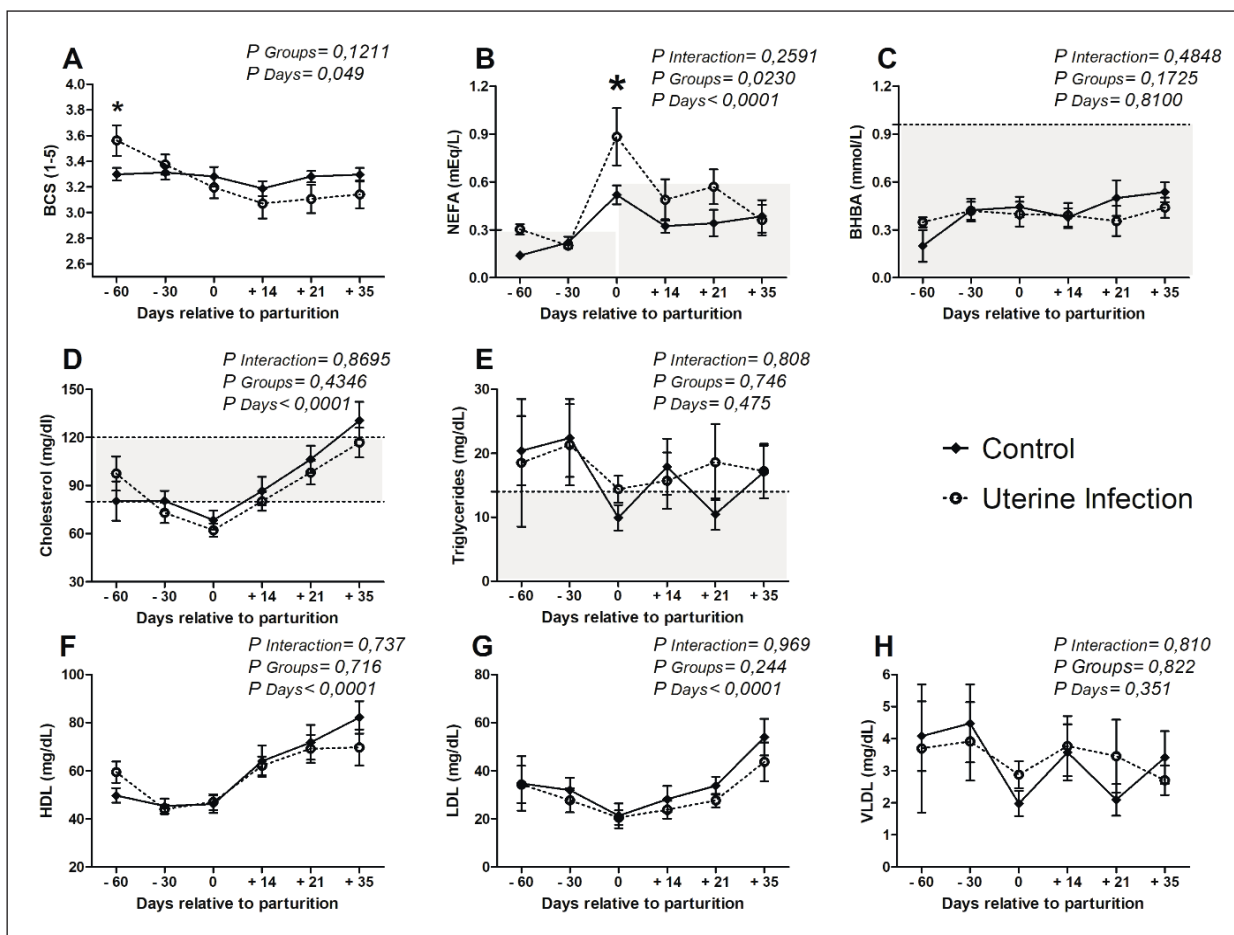 A
P Groups= 0,1211
P Days= 0,049
*
BCS (1-5)
4.0
3.8
3.6
3.4
3.2
3.0
2.8
2.6
- 60
- 30
0
+ 14
+ 21
+ 35
Days relative to parturition
B
P Interaction= 0,2591
P Groups= 0,0230
P Days< 0,0001
*
NEFA (mEq/L)
1.2
0.9
0.6
0.3
0.0
- 60
- 30
0
+ 14
+ 21
+ 35
Days relative to parturition
C
P Interaction= 0,4848
P Groups= 0,1725
P Days= 0,8100
BHBA (mmol/L)
1.2
0.9
0.6
0.3
0.0
- 60
- 30
0
+ 14
+ 21
+ 35
Days relative to parturition
D
P Interaction= 0,8695
P Groups= 0,4346
P Days< 0,0001
Cholesterol (mg/dl)
150
120
90
60
30
- 60
- 30
0
+ 14
+ 21
+ 35
Days relative to parturition
E
P Interaction= 0,808
P Groups= 0,746
P Days= 0,475
Triglycerides (mg/dL)
30
20
10
0
- 60
- 30
0
+ 14
+ 21
+ 35
Days relative to parturition
Control
Uterine Infection
F
P Interaction= 0,737
P Groups= 0,716
P Days< 0,0001
HDL (mg/dL)
100
80
60
40
20
- 60
- 30
0
+ 14
+ 21
+ 35
Days relative to parturition
G
P Interaction= 0,969
P Groups= 0,244
P Days< 0,0001
LDL (mg/dL)
80
60
40
20
0
- 60
- 30
0
+ 14
+ 21
+ 35
Days relative to parturition
H
P Interaction= 0,810
P Groups= 0,822
P Days= 0,351
VLDL (mg/dL)
6
5
4
3
2
1
0
- 60
- 30
0
+ 14
+ 21
+ 35
Days relative to parturition